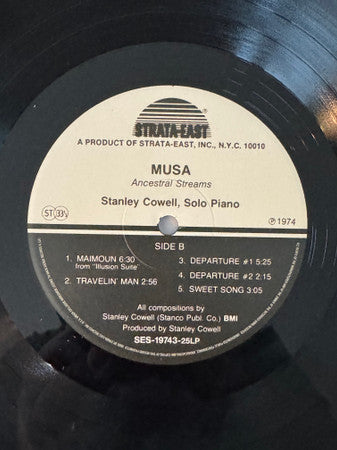 STRATA-EAST
A PRODUCT OF STRATA-EAST, INC., N.Y.C. 10010
MUSA
Ancestral Streams
Stanley Cowell, Solo Piano
ST 33⅓
℗ 1974
SIDE B
1. MAIMOUN 6:30
from "Illusion Suite"
2. TRAVELIN' MAN 2:56
3. DEPARTURE #1 5:25
4. DEPARTURE #2 2:15
5. SWEET SONG 3:05
All compositions by
Stanley Cowell (Stanco Publ. Co.) BMI
Produced by Stanley Cowell
SES-19743-25LP